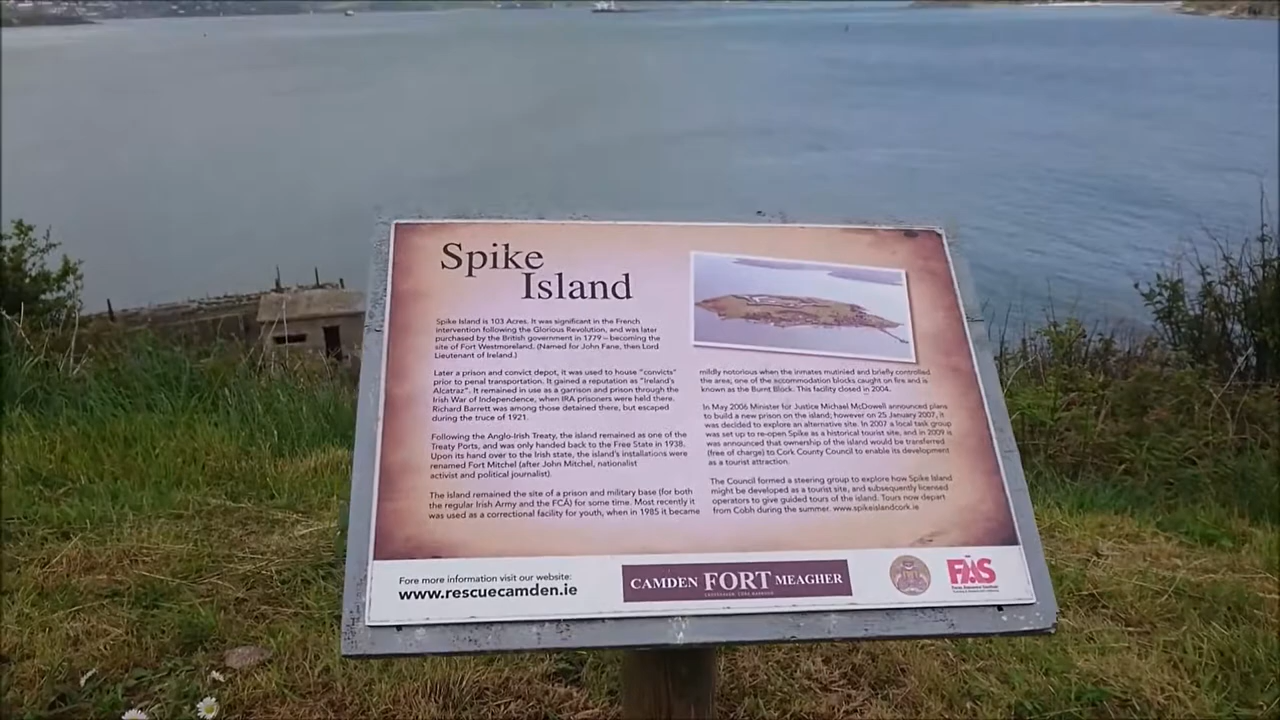 Spike
Island
Spike Island is 103 Acres. It was significant in the French
intervention following the Glorious Revolution, and was later
purchased by the British government in 1779 – becoming the
site of Fort Westmoreland. (Named for John Fane, then Lord
Lieutenant of Ireland.)
Later a prison and convict depot, it was used to house "convicts"
prior to penal transportation. It gained a reputation as "Ireland's
Alcatraz". It remained in use as a garrison and prison through the
Irish War of Independence, when IRA prisoners were held there.
Richard Barrett was among those detained there, but escaped
during the truce of 1921.
Following the Anglo-Irish Treaty, the island remained as one of the
Treaty Ports, and was only handed back to the Free State in 1938.
Upon its hand over to the Irish state, the island's installations were
renamed Fort Mitchel (after John Mitchel, nationalist
activist and political journalist).
The island remained the site of a prison and military base (for both
the regular Irish Army and the FCÁ) for some time. Most recently it
was used as a correctional facility for youth, when in 1985 it became
mildly notorious when the inmates mutinied and briefly controlled
the area; one of the accommodation blocks caught on fire and is
known as the Burnt Block. This facility closed in 2004.
In May 2006 Minister for Justice Michael McDowell announced plans
to build a new prison on the island; however on 25 January 2007, it
was decided to explore an alternative site. In 2007 a local task group
was set up to re-open Spike as a historical tourist site, and in 2009 is
was announced that ownership of the island would be transferred
(free of charge) to Cork County Council to enable its development
as a tourist attraction.
The Council formed a steering group to explore how Spike Island
might be developed as a tourist site, and subsequently licensed
operators to give guided tours of the island. Tours now depart
from Cobh during the summer. www.spikeislandcork.ie
Fore more information visit our website:
www.rescuecamden.ie
CAMDEN FORT MEAGHER
FÁS